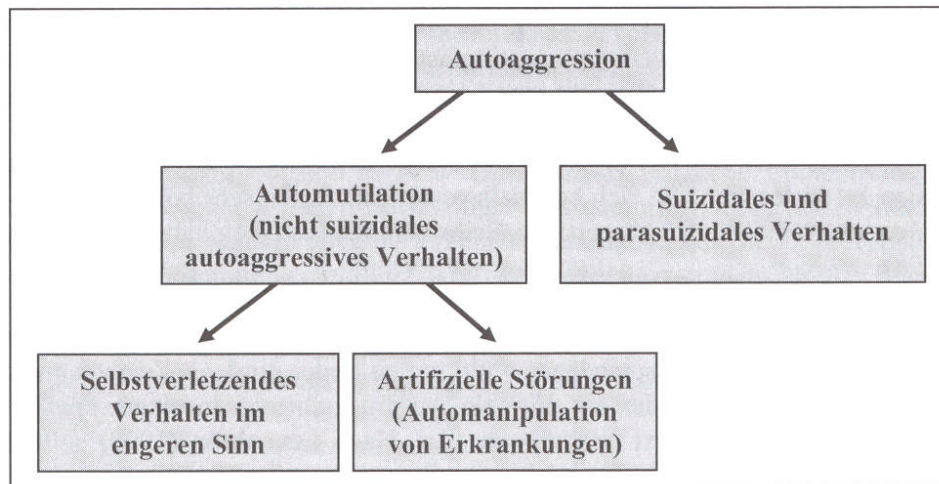 Autoaggression
Automutilation
(nicht suizidales
autoaggressives Verhalten)
Suizidales und
parasuizidales Verhalten
Selbstverletzendes
Verhalten im
engeren Sinn
Artifizielle Störungen
(Automanipulation
von Erkrankungen)